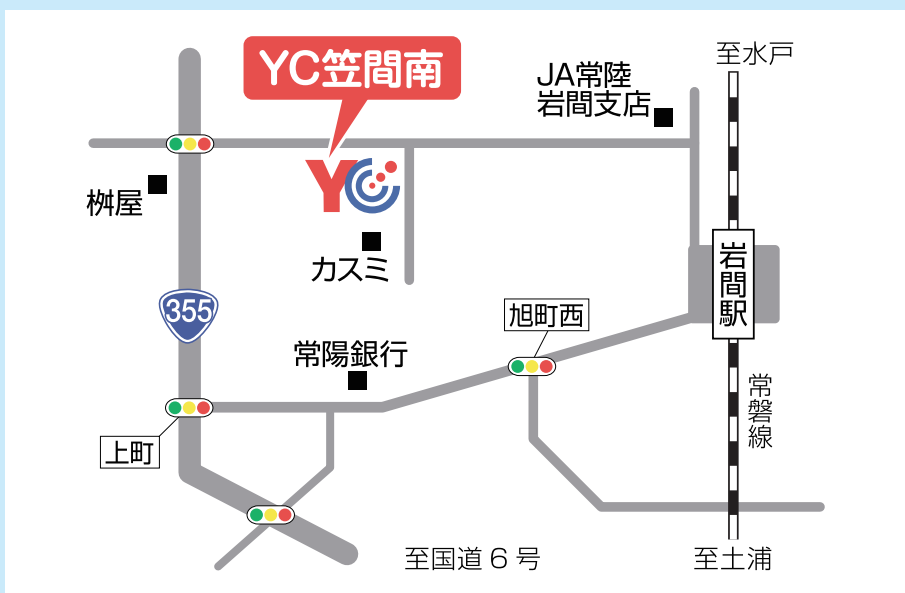 YC笠間南
至水戸
JA常陸
岩間支店
桝屋
YC
カスミ
岩間駅
355
旭町西
常陽銀行
常磐線
上町
至国道6号
至土浦